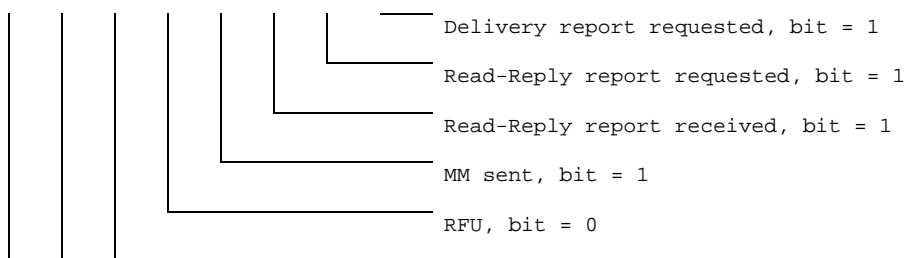 Delivery report requested, bit = 1
Read-Reply report requested, bit = 1
Read-Reply report received, bit = 1
MM sent, bit = 1
RFU, bit = 0